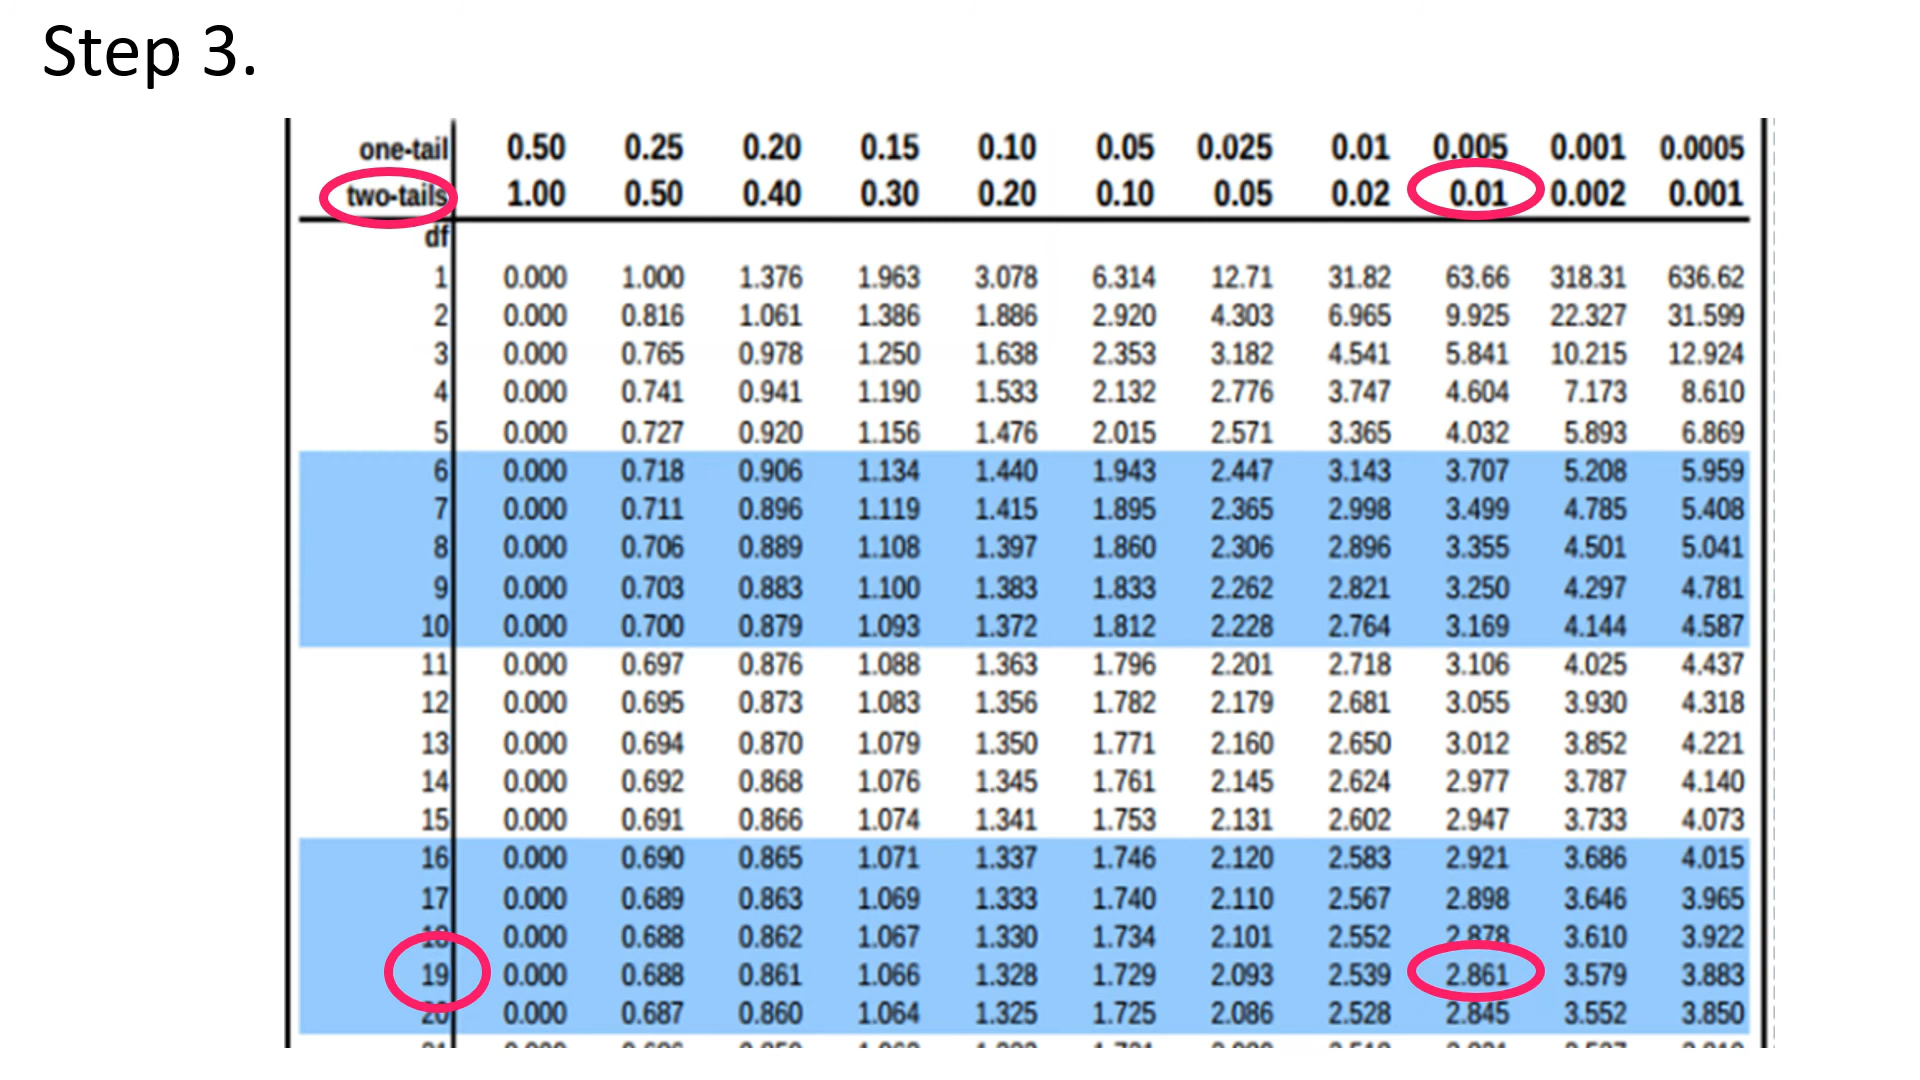 Step 3.
one-tail 0.50 0.25 0.20 0.15 0.10 0.05 0.025 0.01 0.005 0.001 0.0005
two-tails 1.00 0.50 0.40 0.30 0.20 0.10 0.05 0.02 0.01 0.002 0.001
df
1 0.000 1.000 1.376 1.963 3.078 6.314 12.71 31.82 63.66 318.31 636.62
2 0.000 0.816 1.061 1.386 1.886 2.920 4.303 6.965 9.925 22.327 31.599
3 0.000 0.765 0.978 1.250 1.638 2.353 3.182 4.541 5.841 10.215 12.924
4 0.000 0.741 0.941 1.190 1.533 2.132 2.776 3.747 4.604 7.173 8.610
5 0.000 0.727 0.920 1.156 1.476 2.015 2.571 3.365 4.032 5.893 6.869
6 0.000 0.718 0.906 1.134 1.440 1.943 2.447 3.143 3.707 5.208 5.959
7 0.000 0.711 0.896 1.119 1.415 1.895 2.365 2.998 3.499 4.785 5.408
8 0.000 0.706 0.889 1.108 1.397 1.860 2.306 2.896 3.355 4.501 5.041
9 0.000 0.703 0.883 1.100 1.383 1.833 2.262 2.821 3.250 4.297 4.781
10 0.000 0.700 0.879 1.093 1.372 1.812 2.228 2.764 3.169 4.144 4.587
11 0.000 0.697 0.876 1.088 1.363 1.796 2.201 2.718 3.106 4.025 4.437
12 0.000 0.695 0.873 1.083 1.356 1.782 2.179 2.681 3.055 3.930 4.318
13 0.000 0.694 0.870 1.079 1.350 1.771 2.160 2.650 3.012 3.852 4.221
14 0.000 0.692 0.868 1.076 1.345 1.761 2.145 2.624 2.977 3.787 4.140
15 0.000 0.691 0.866 1.074 1.341 1.753 2.131 2.602 2.947 3.733 4.073
16 0.000 0.690 0.865 1.071 1.337 1.746 2.120 2.583 2.921 3.686 4.015
17 0.000 0.689 0.863 1.069 1.333 1.740 2.110 2.567 2.898 3.646 3.965
18 0.000 0.688 0.862 1.067 1.330 1.734 2.101 2.552 2.878 3.610 3.922
19 0.000 0.688 0.861 1.066 1.328 1.729 2.093 2.539 2.861 3.579 3.883
20 0.000 0.687 0.860 1.064 1.325 1.725 2.086 2.528 2.845 3.552 3.850